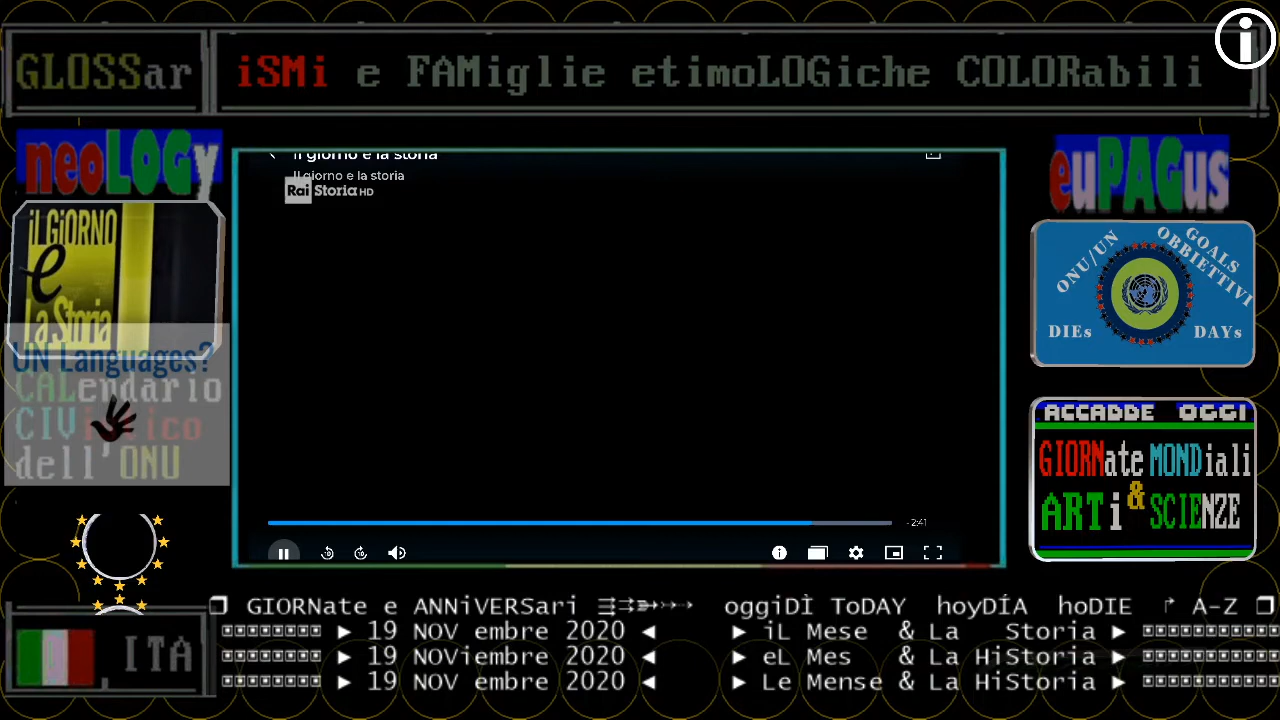 GLOSSar
iSMi e FAMiglie etimoLOGiche COLORabili
neoLOGy
iL GiORNO
e
La Storia
UN Languages?
CALendario
CIVi ico
dell'ONU
il giorno e la storia
Il giorno e la storia
Rai Storia HD
-2:41
euPAGus
ONU/UN
GOALS
OBBIETTIVI
DIEs
DAYs
ACCADDE OGGI
GIORNate MONDiali
ARTi & SCIENZE
GIORNate e ANNiVERSari oggiDÌ ToDAY hoyDÍA hoDIE A-Z
19 NOV embre 2020 iL Mese & La Storia
19 NOViembre 2020 eL Mes & La HiStoria
19 NOV embre 2020 Le Mense & La HiStoria
, ITA